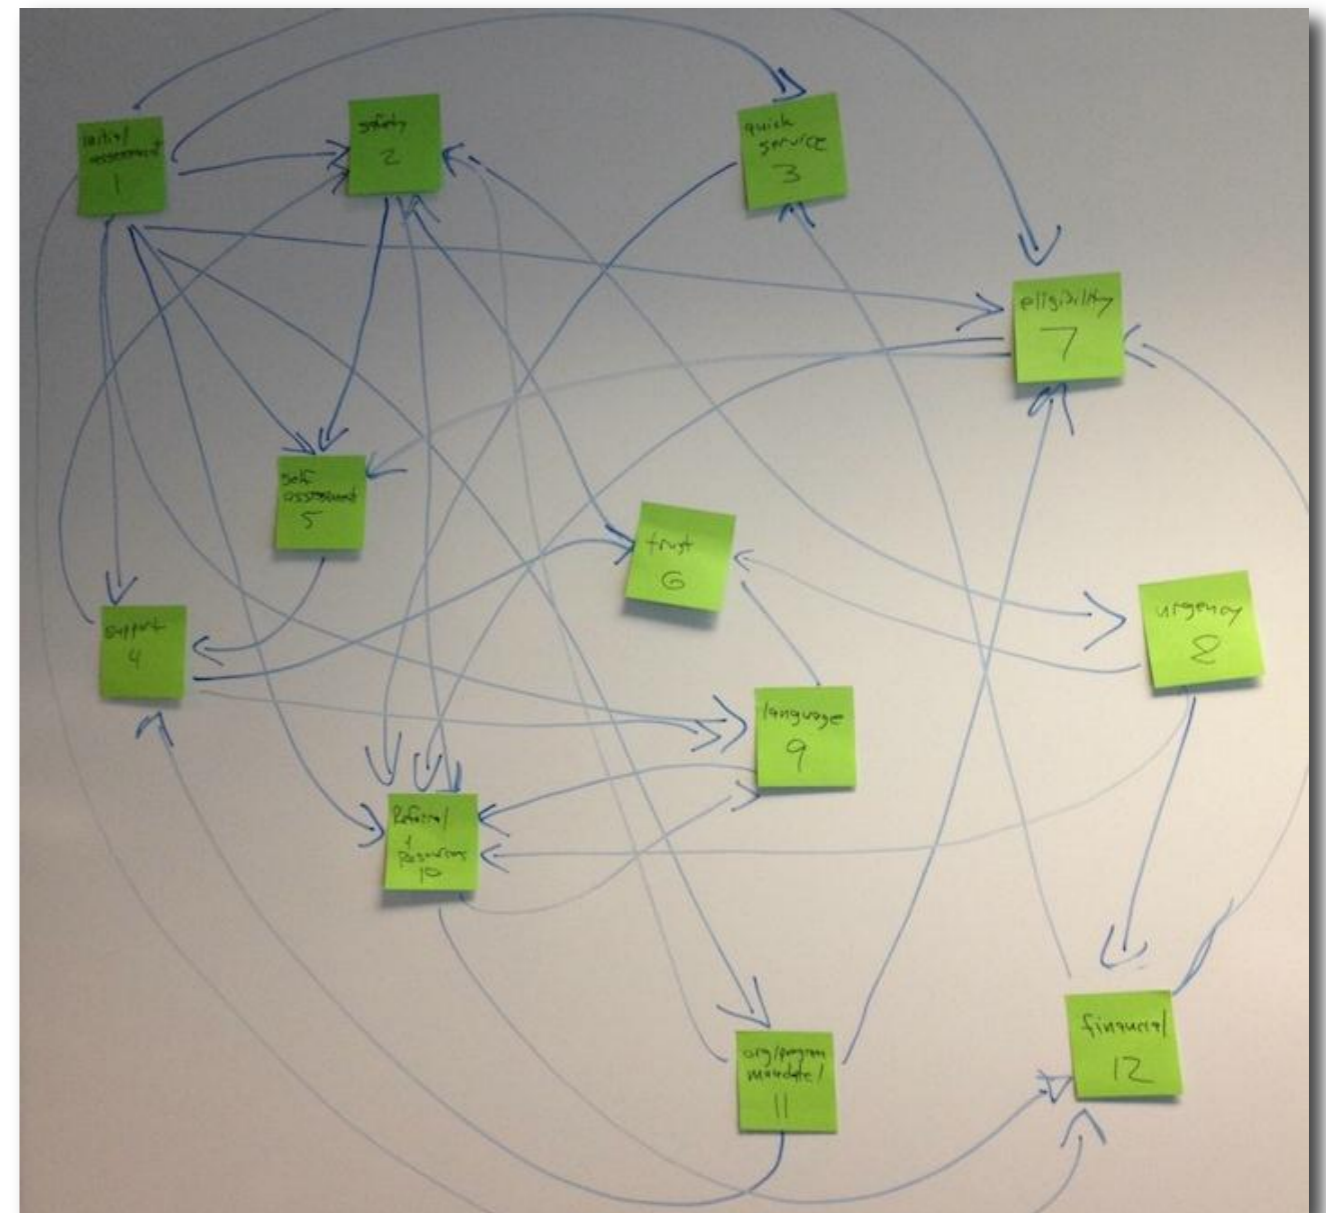 initial
assessment
1
safety
2
quick
service
3
eligibility
7
self
assessment
5
trust
6
urgency
8
support
4
language
9
Referral
+
Resources
10
org/program
mandate/
11
financial
12